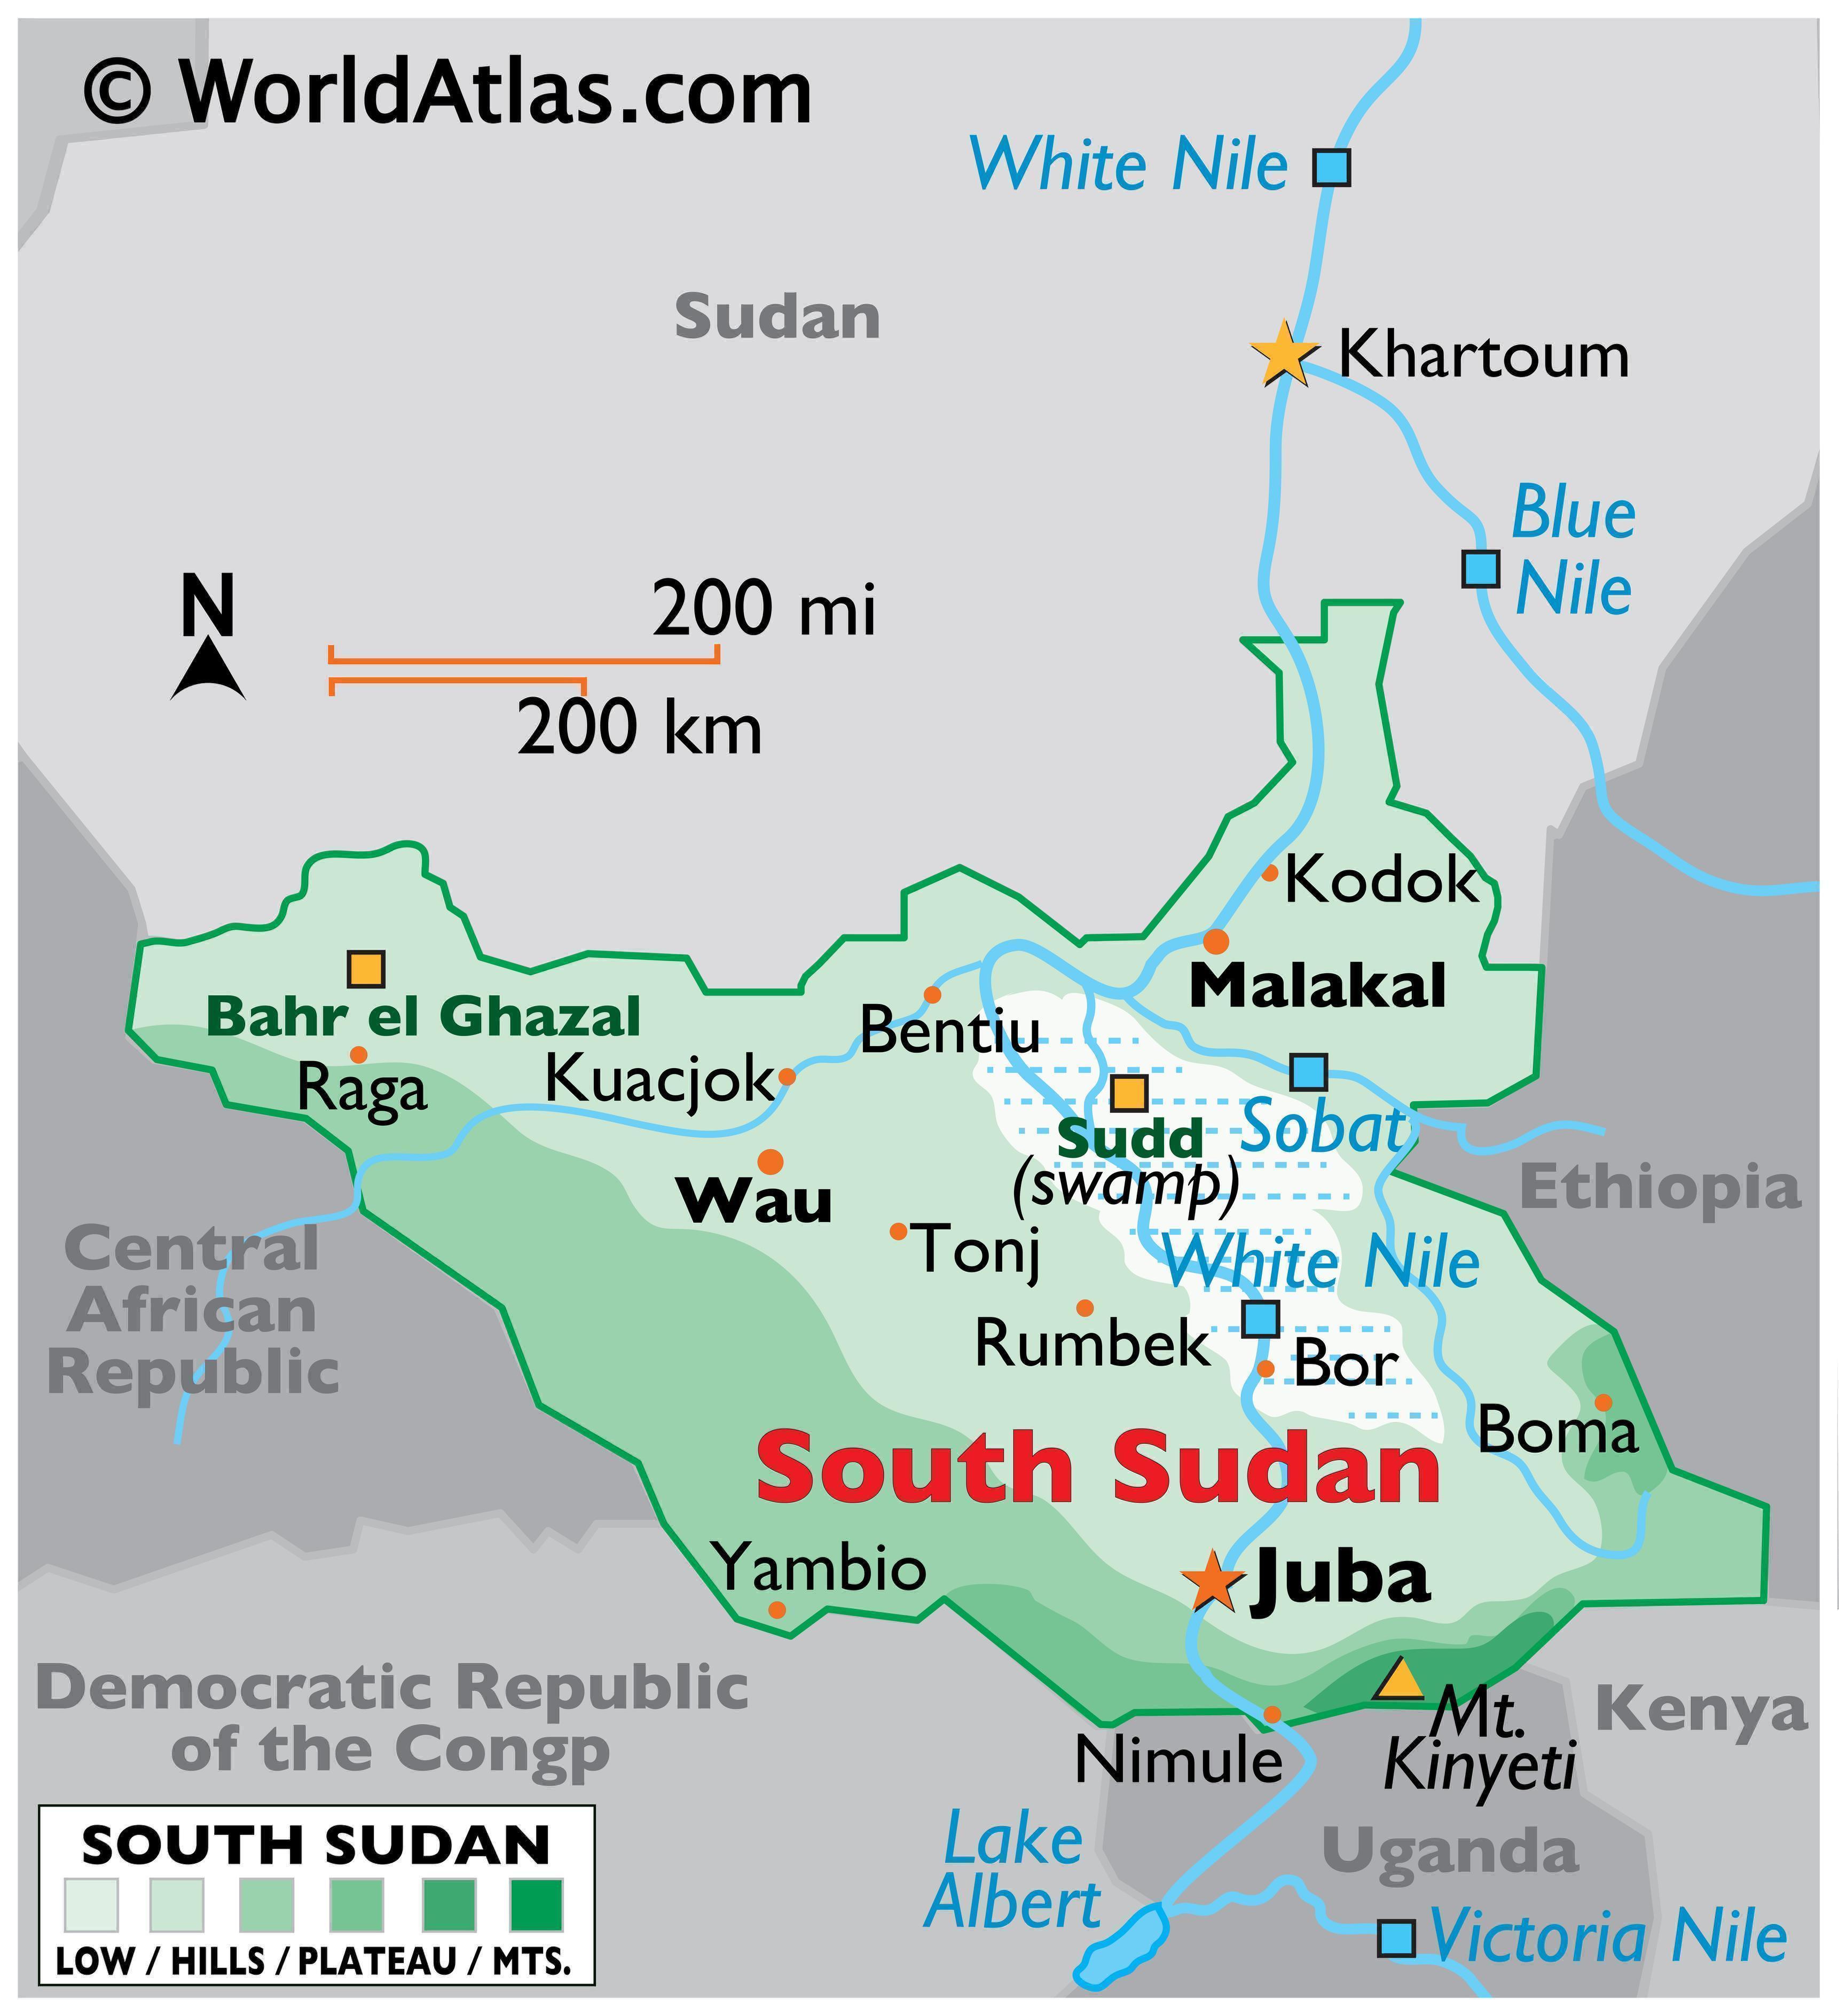 © WorldAtlas.com
White Nile
Sudan
Khartoum
Blue
Nile
N
200 mi
200 km
Kodok
Malakal
Bahr el Ghazal
Bentiu
Raga
Kuacjok
Sudd
(swamp)
Sobat
Ethiopia
Wau
Tonj
White Nile
Central
African
Republic
Rumbek
Bor
Boma
South Sudan
Yambio
Juba
Democratic Republic
of the Congp
Mt.
Kinyeti
Kenya
Nimule
Lake
Albert
Uganda
Victoria Nile
SOUTH SUDAN
LOW / HILLS / PLATEAU / MTS.